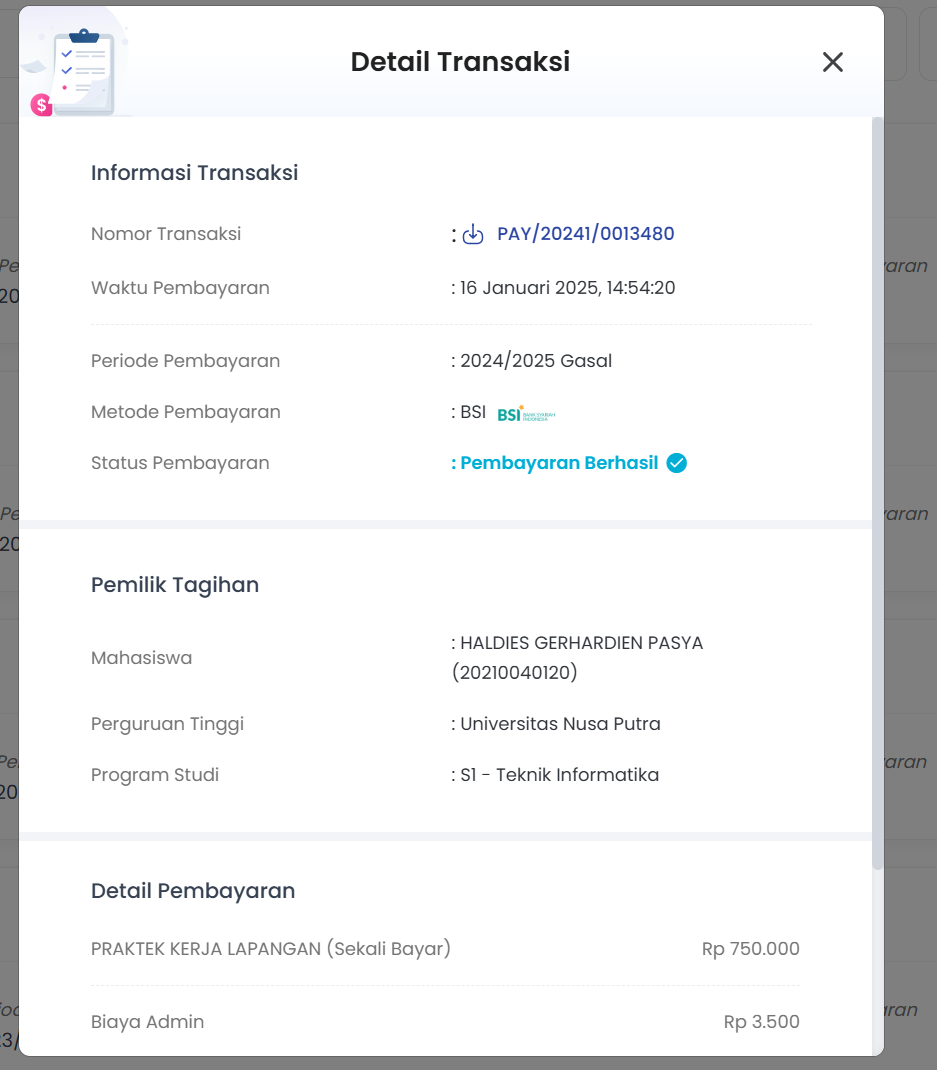 Detail Transaksi
Informasi Transaksi
Nomor Transaksi : PAY/20241/0013480
Waktu Pembayaran : 16 Januari 2025, 14:54:20
Periode Pembayaran : 2024/2025 Gasal
Metode Pembayaran : BSI BSI BANK SYARIAH INDONESIA
Status Pembayaran : Pembayaran Berhasil
Pemilik Tagihan
Mahasiswa : HALDIES GERHARDIEN PASYA
(20210040120)
Perguruan Tinggi : Universitas Nusa Putra
Program Studi : S1 - Teknik Informatika
Detail Pembayaran
PRAKTEK KERJA LAPANGAN (Sekali Bayar) Rp 750.000
Biaya Admin Rp 3.500